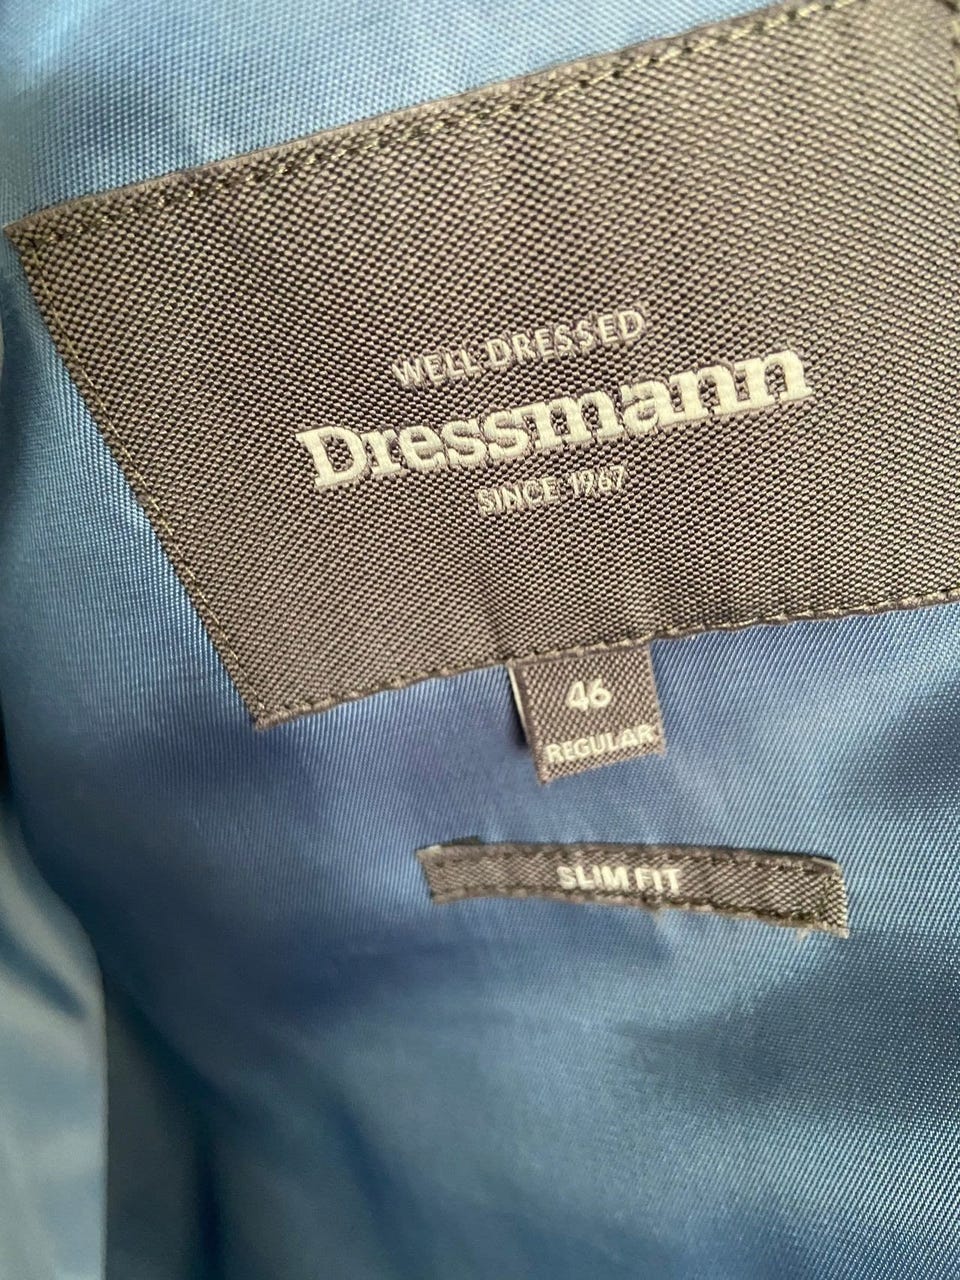 WELL DRESSED
Dressmann
SINCE 1967
46
REGULAR
SLIM FIT